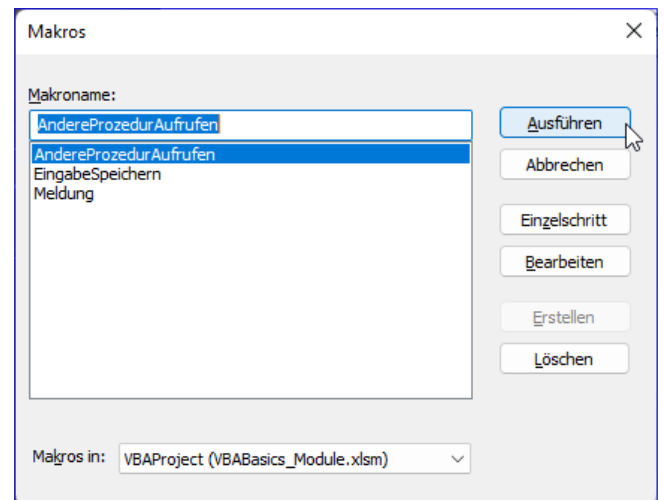 Makros
Makroname:
AndereProzedurAufrufen
AndereProzedurAufrufen
EingabeSpeichern
Meldung
Ausführen
Abbrechen
Einzelschritt
Bearbeiten
Erstellen
Löschen
Makros in:
VBAProject (VBABasics_Module.xlsm)